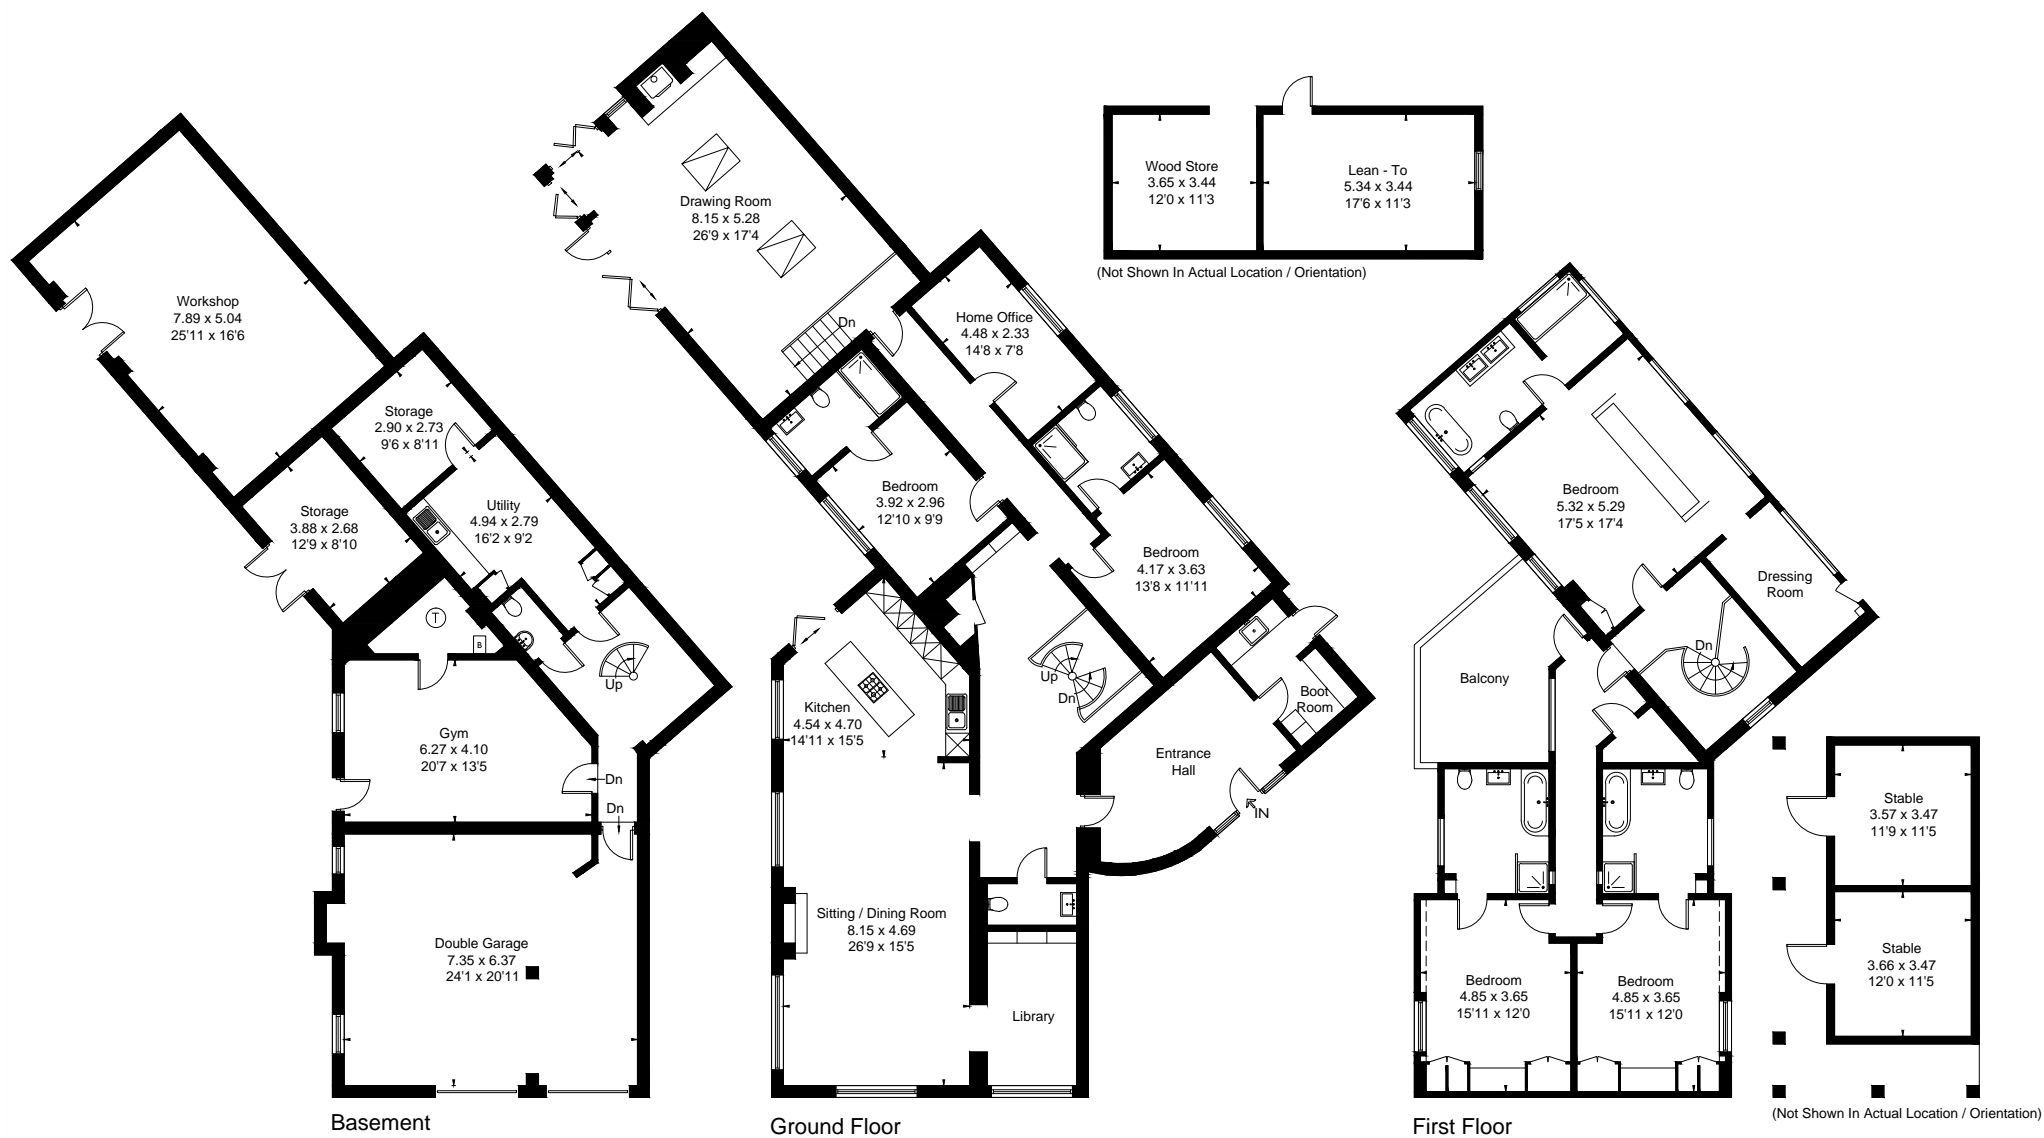 Workshop
7.89 x 5.04
25'11 x 16'6
Storage
2.90 x 2.73
9'6 x 8'11
Storage
3.88 x 2.68
12'9 x 8'10
Utility
4.94 x 2.79
16'2 x 9'2
T
B
Up
Gym
6.27 x 4.10
20'7 x 13'5
Dn
Dn
Double Garage
7.35 x 6.37
24'1 x 20'11
Basement
Drawing Room
8.15 x 5.28
26'9 x 17'4
Dn
Home Office
4.48 x 2.33
14'8 x 7'8
Bedroom
3.92 x 2.96
12'10 x 9'9
Bedroom
4.17 x 3.63
13'8 x 11'11
Up
Dn
Kitchen
4.54 x 4.70
14'11 x 15'5
Boot
Room
Entrance
Hall
IN
Sitting / Dining Room
8.15 x 4.69
26'9 x 15'5
Library
Ground Floor
Wood Store
3.65 x 3.44
12'0 x 11'3
Lean - To
5.34 x 3.44
17'6 x 11'3
(Not Shown In Actual Location / Orientation)
Bedroom
5.32 x 5.29
17'5 x 17'4
Dressing
Room
Dn
Balcony
Bedroom
4.85 x 3.65
15'11 x 12'0
Bedroom
4.85 x 3.65
15'11 x 12'0
First Floor
Stable
3.57 x 3.47
11'9 x 11'5
Stable
3.66 x 3.47
12'0 x 11'5
(Not Shown In Actual Location / Orientation)